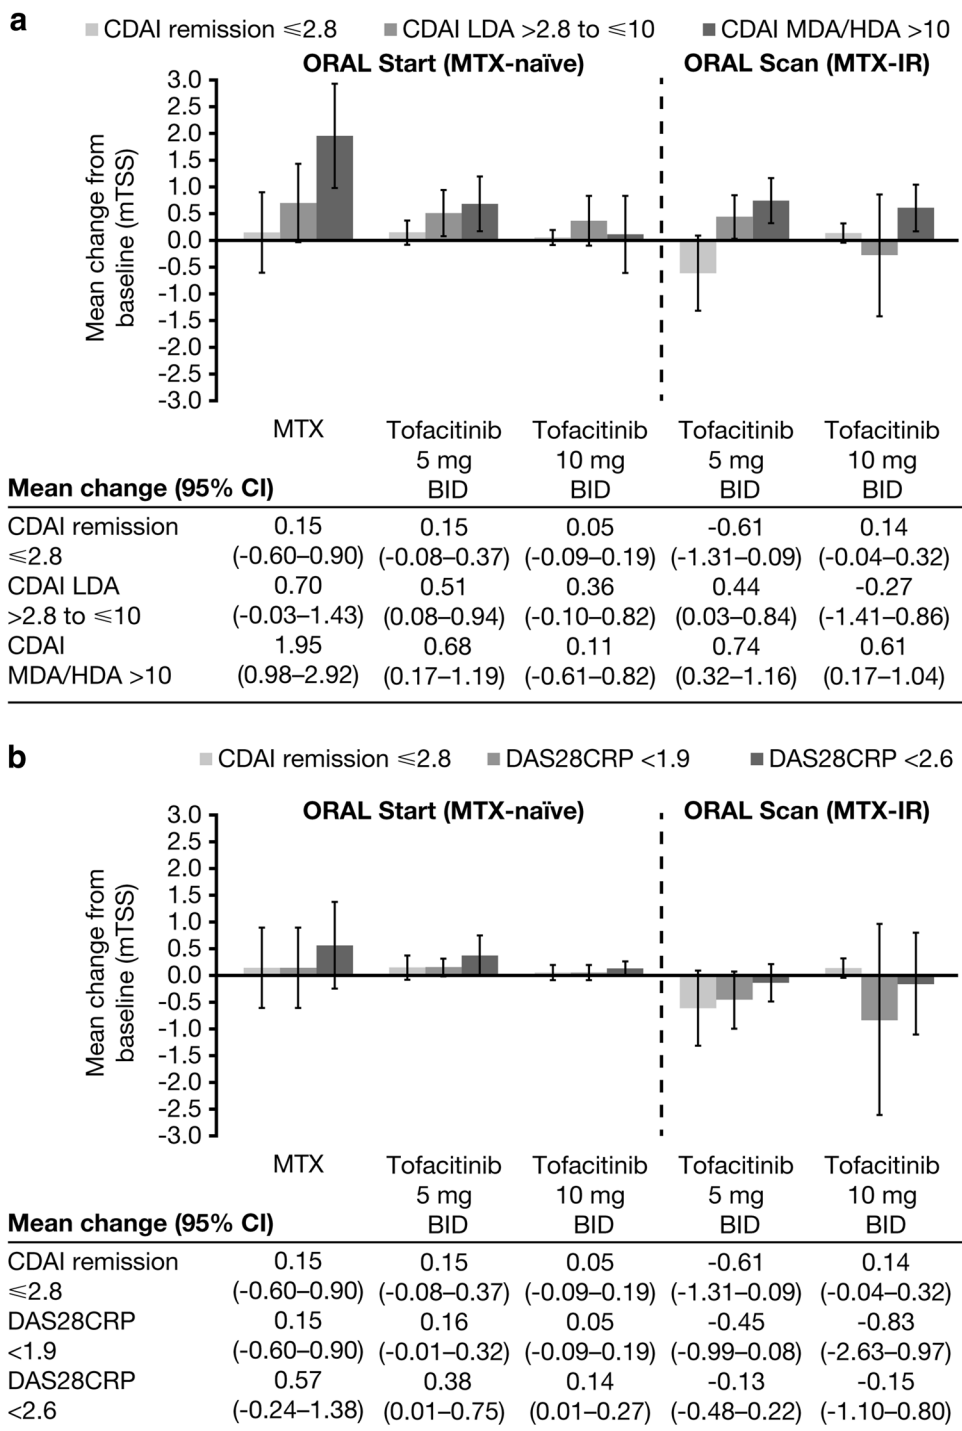 a
CDAI remission ⩽2.8 CDAI LDA >2.8 to ⩽10 CDAI MDA/HDA >10
ORAL Start (MTX-naïve) ORAL Scan (MTX-IR)
Mean change from
baseline (mTSS)
3.0
2.5
2.0
1.5
1.0
0.5
0.0
-0.5
-1.0
-1.5
-2.0
-2.5
-3.0
MTX Tofacitinib Tofacitinib Tofacitinib Tofacitinib
5 mg 10 mg 5 mg 10 mg
Mean change (95% CI) BID BID BID BID
CDAI remission 0.15 0.15 0.05 -0.61 0.14
⩽2.8 (-0.60–0.90) (-0.08–0.37) (-0.09–0.19) (-1.31–0.09) (-0.04–0.32)
CDAI LDA 0.70 0.51 0.36 0.44 -0.27
>2.8 to ⩽10 (-0.03–1.43) (0.08–0.94) (-0.10–0.82) (0.03–0.84) (-1.41–0.86)
CDAI 1.95 0.68 0.11 0.74 0.61
MDA/HDA >10 (0.98–2.92) (0.17–1.19) (-0.61–0.82) (0.32–1.16) (0.17–1.04)
b
CDAI remission ⩽2.8 DAS28CRP <1.9 DAS28CRP <2.6
ORAL Start (MTX-naïve) ORAL Scan (MTX-IR)
Mean change from
baseline (mTSS)
3.0
2.5
2.0
1.5
1.0
0.5
0.0
-0.5
-1.0
-1.5
-2.0
-2.5
-3.0
MTX Tofacitinib Tofacitinib Tofacitinib Tofacitinib
5 mg 10 mg 5 mg 10 mg
Mean change (95% CI) BID BID BID BID
CDAI remission 0.15 0.15 0.05 -0.61 0.14
⩽2.8 (-0.60–0.90) (-0.08–0.37) (-0.09–0.19) (-1.31–0.09) (-0.04–0.32)
DAS28CRP 0.15 0.16 0.05 -0.45 -0.83
<1.9 (-0.60–0.90) (-0.01–0.32) (-0.09–0.19) (-0.99–0.08) (-2.63–0.97)
DAS28CRP 0.57 0.38 0.14 -0.13 -0.15
<2.6 (-0.24–1.38) (0.01–0.75) (0.01–0.27) (-0.48–0.22) (-1.10–0.80)